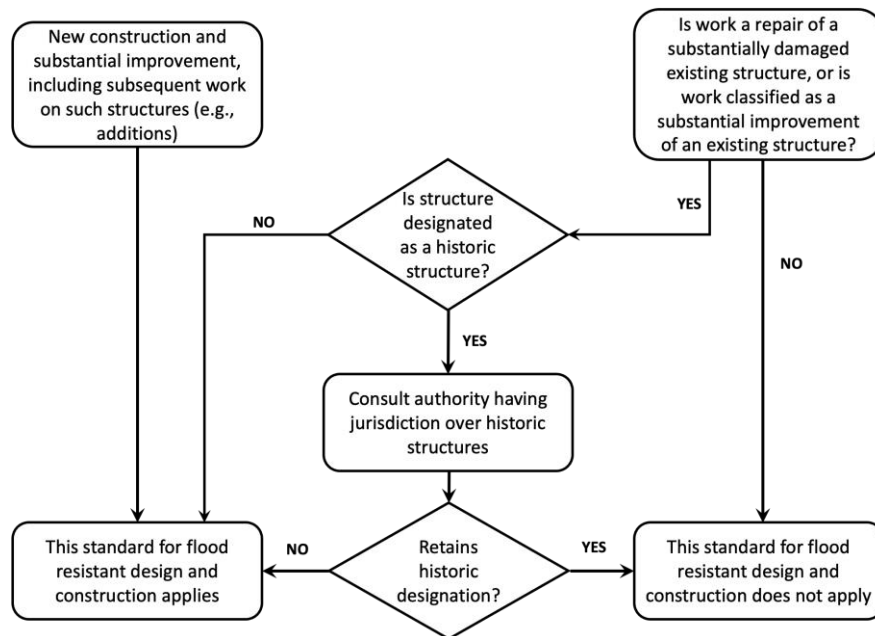 New construction and
substantial improvement,
including subsequent work
on such structures (e.g.,
additions)
Is work a repair of a
substantially damaged
existing structure, or is
work classified as a
substantial improvement
of an existing structure?
YES
NO
Is structure
designated
as a historic
structure?
NO
YES
Consult authority having
jurisdiction over historic
structures
This standard for flood
resistant design and
construction applies
NO
Retains
historic
designation?
YES
This standard for flood
resistant design and
construction does not apply